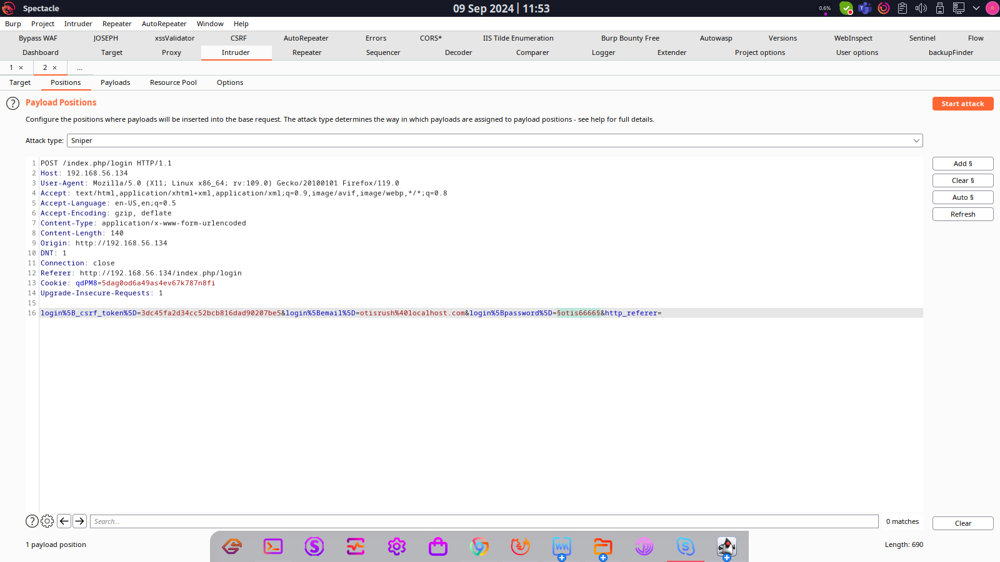 Spectacle
09 Sep 2024 | 11:53
0.6%
Burp Project Intruder Repeater AutoRepeater Window Help
Bypass WAF JOSEPH xssValidator CSRF AutoRepeater Errors CORS* IIS Tilde Enumeration Burp Bounty Free Autowasp Versions WebInspect Sentinel Flow
Dashboard Target Proxy Intruder Repeater Sequencer Decoder Comparer Logger Extender Project options User options backupFinder
1 × 2 × ...
Target Positions Payloads Resource Pool Options
? Payload Positions
Start attack
Configure the positions where payloads will be inserted into the base request. The attack type determines the way in which payloads are assigned to payload positions - see help for full details.
Attack type: Sniper
Add §
Clear §
Auto §
Refresh
1 POST /index.php/login HTTP/1.1
2 Host: 192.168.56.134
3 User-Agent: Mozilla/5.0 (X11; Linux x86_64; rv:109.0) Gecko/20100101 Firefox/119.0
4 Accept: text/html,application/xhtml+xml,application/xml;q=0.9,image/avif,image/webp,*/*;q=0.8
5 Accept-Language: en-US,en;q=0.5
6 Accept-Encoding: gzip, deflate
7 Content-Type: application/x-www-form-urlencoded
8 Content-Length: 140
9 Origin: http://192.168.56.134
10 DNT: 1
11 Connection: close
12 Referer: http://192.168.56.134/index.php/login
13 Cookie: qdPM8=5dag0od6a49as4ev67k787n8fi
14 Upgrade-Insecure-Requests: 1
15
16 login%5B_csrf_token%5D=3dc45fa2d34cc52bcb816dad90207be5&login%5Bemail%5D=otisrush%40localhost.com&login%5Bpassword%5D=§otis6666§&http_referer=
? Search... 0 matches Clear
1 payload position
Length: 690